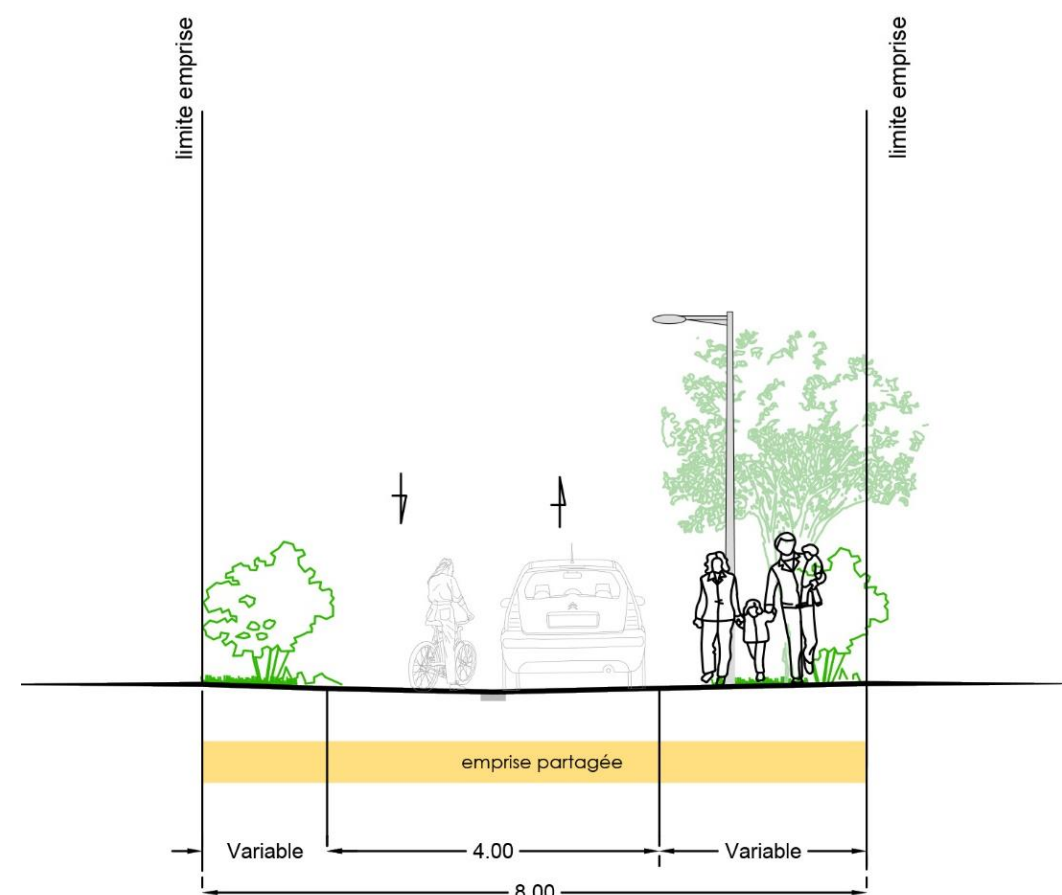 limite emprise
limite emprise
emprise partagée
Variable
4.00
Variable
8.00